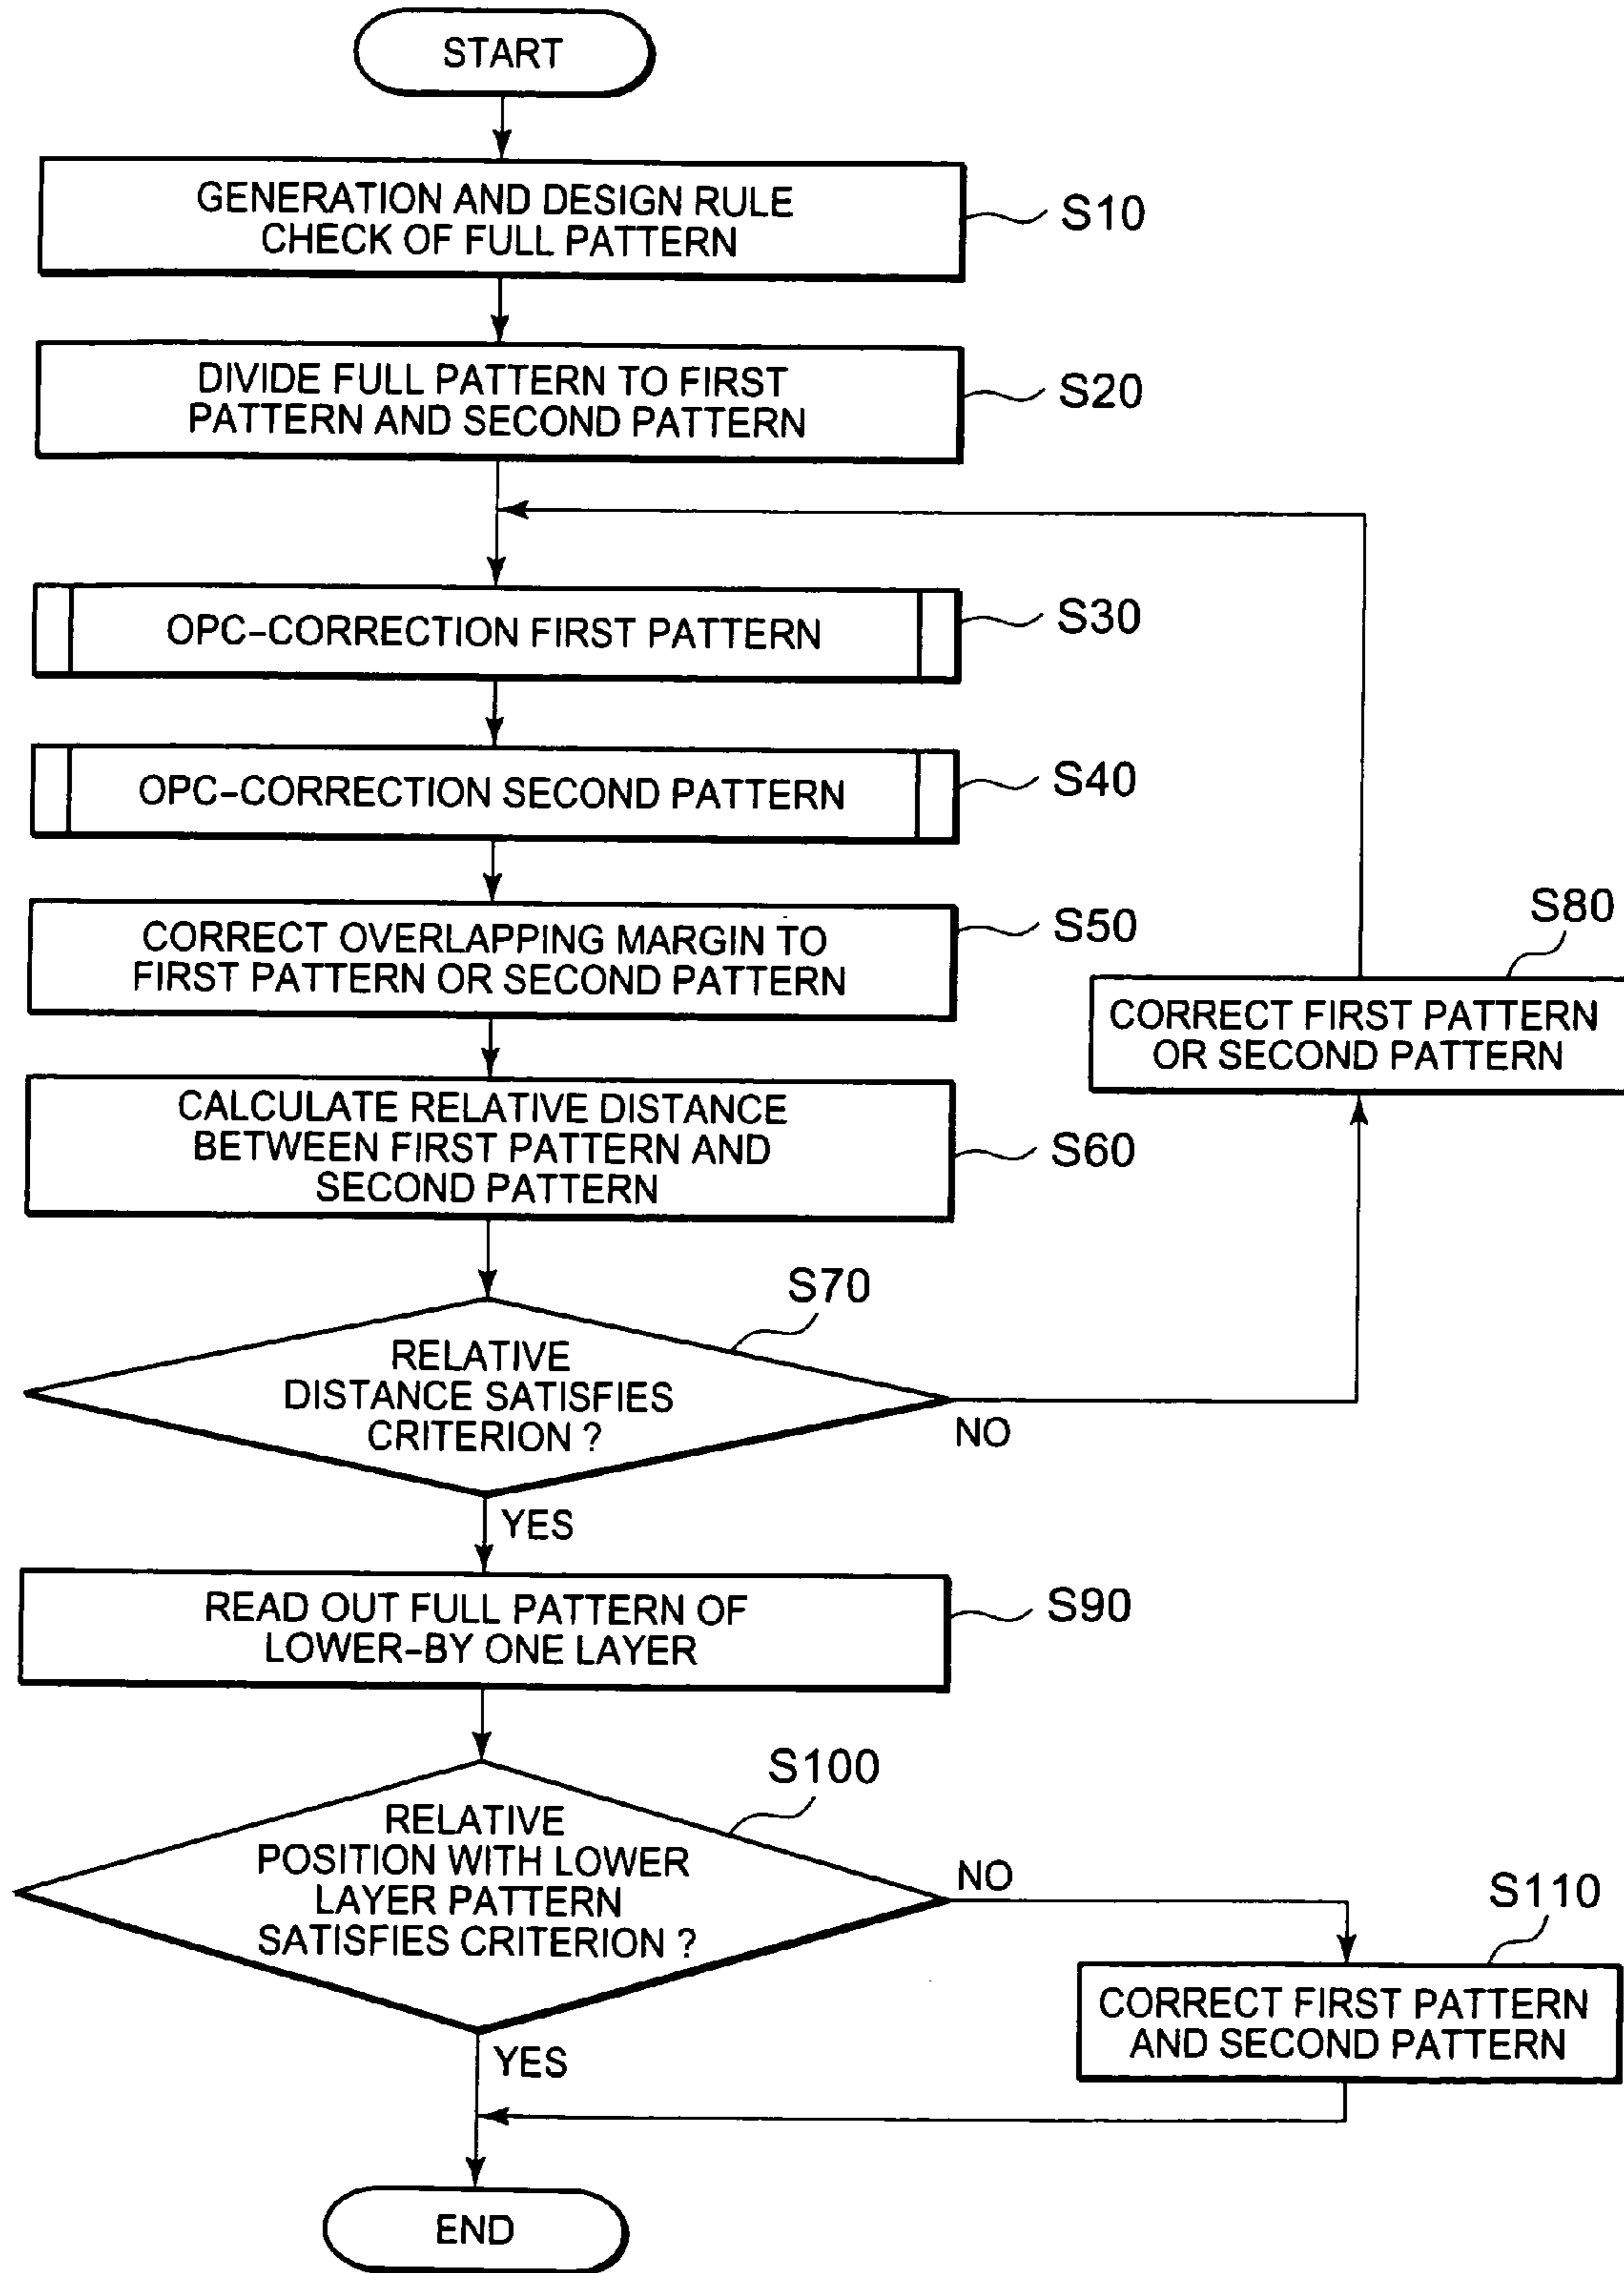 START
GENERATION AND DESIGN RULE
CHECK OF FULL PATTERN
S10
DIVIDE FULL PATTERN TO FIRST
PATTERN AND SECOND PATTERN
S20
OPC-CORRECTION FIRST PATTERN
S30
OPC-CORRECTION SECOND PATTERN
S40
CORRECT OVERLAPPING MARGIN TO
FIRST PATTERN OR SECOND PATTERN
S50
S80
CORRECT FIRST PATTERN
OR SECOND PATTERN
CALCULATE RELATIVE DISTANCE
BETWEEN FIRST PATTERN AND
SECOND PATTERN
S60
S70
RELATIVE
DISTANCE SATISFIES
CRITERION ?
NO
YES
READ OUT FULL PATTERN OF
LOWER-BY ONE LAYER
S90
S100
RELATIVE
POSITION WITH LOWER
LAYER PATTERN
SATISFIES CRITERION ?
NO
S110
CORRECT FIRST PATTERN
AND SECOND PATTERN
YES
END